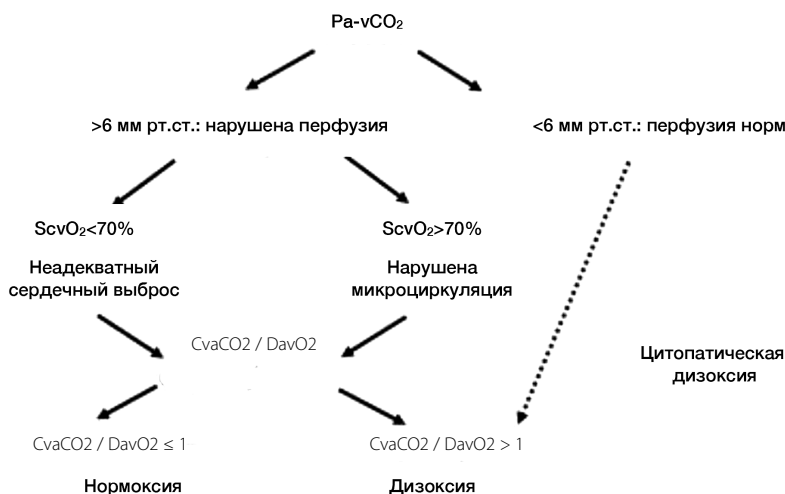 Pa-vCO₂
>6 мм рт.ст.: нарушена перфузия
<6 мм рт.ст.: перфузия норм
ScvO₂<70%
ScvO₂>70%
Неадекватный
сердечный выброс
Нарушена
микроциркуляция
CvaCO2 / DavO2
Цитопатическая
дизоксия
CvaCO2 / DavO2 ≤ 1
CvaCO2 / DavO2 > 1
Нормоксия
Дизоксия